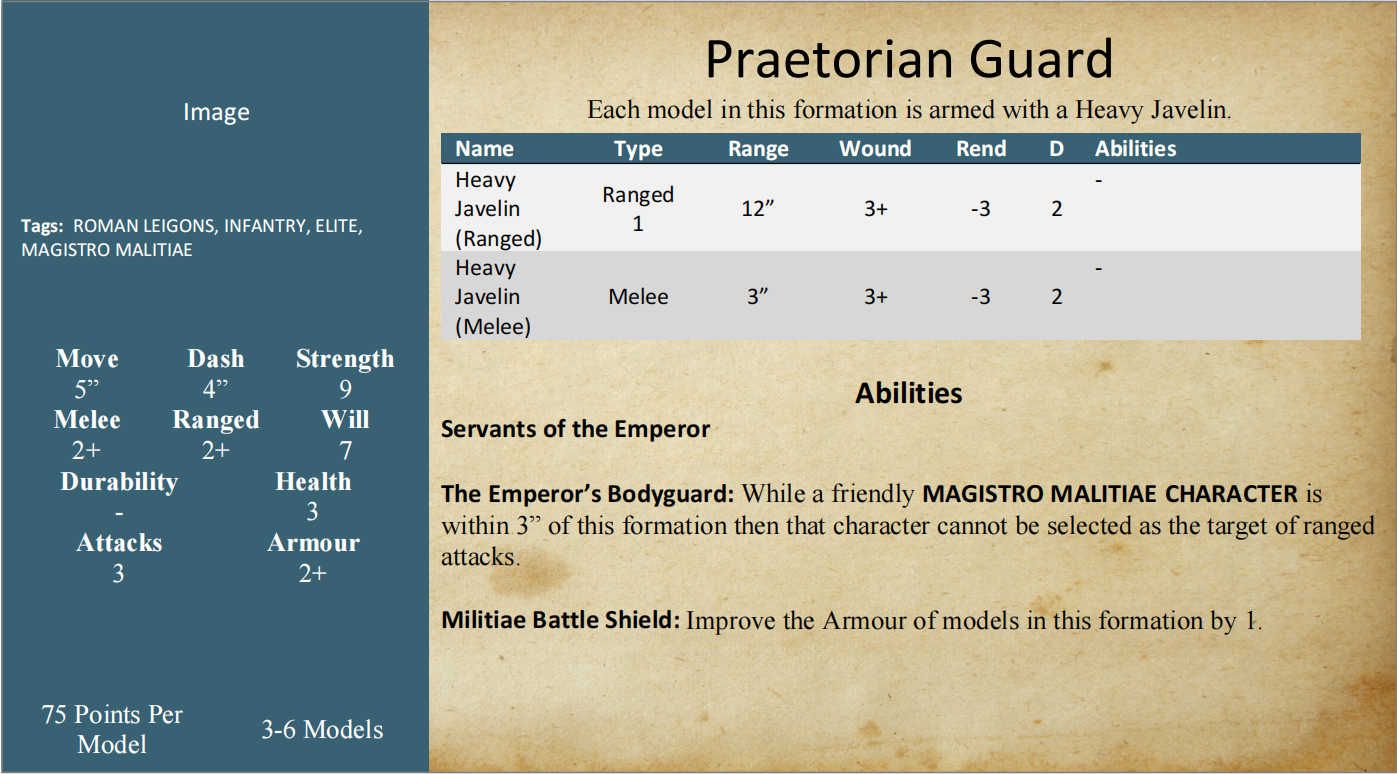 Image
Tags: ROMAN LEIGONS, INFANTRY, ELITE,
MAGISTRO MALITIAE
Move Dash Strength
5” 4” 9
Melee Ranged Will
2+ 2+ 7
Durability Health
- 3
Attacks Armour
3 2+
75 Points Per
Model
3-6 Models
Praetorian Guard
Each model in this formation is armed with a Heavy Javelin.
Name Type Range Wound Rend D Abilities
Heavy
Javelin
(Ranged)
Ranged
1
12” 3+ -3 2 -
Heavy
Javelin
(Melee)
Melee 3” 3+ -3 2 -
Abilities
Servants of the Emperor
The Emperor’s Bodyguard: While a friendly MAGISTRO MALITIAE CHARACTER is
within 3” of this formation then that character cannot be selected as the target of ranged
attacks.
Militiae Battle Shield: Improve the Armour of models in this formation by 1.